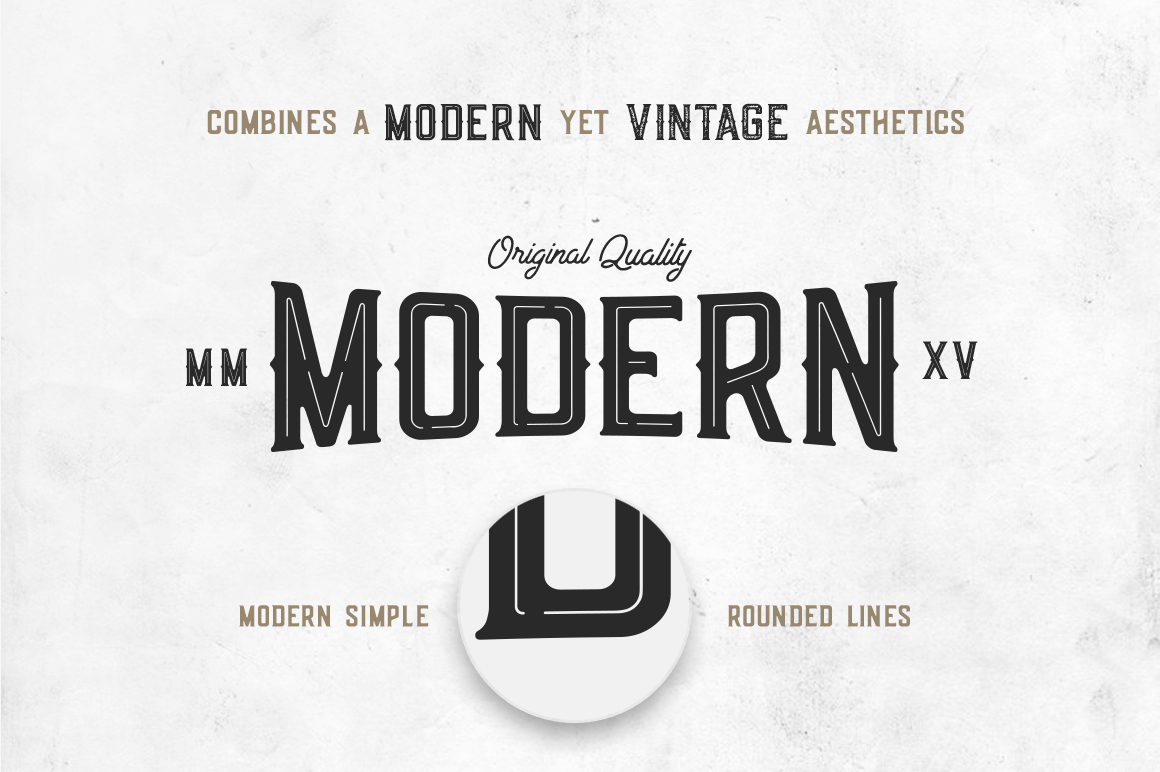 COMBINES A MODERN YET VINTAGE AESTHETICS
Original Quality
MM MODERN XV
MODERN SIMPLE ROUNDED LINES